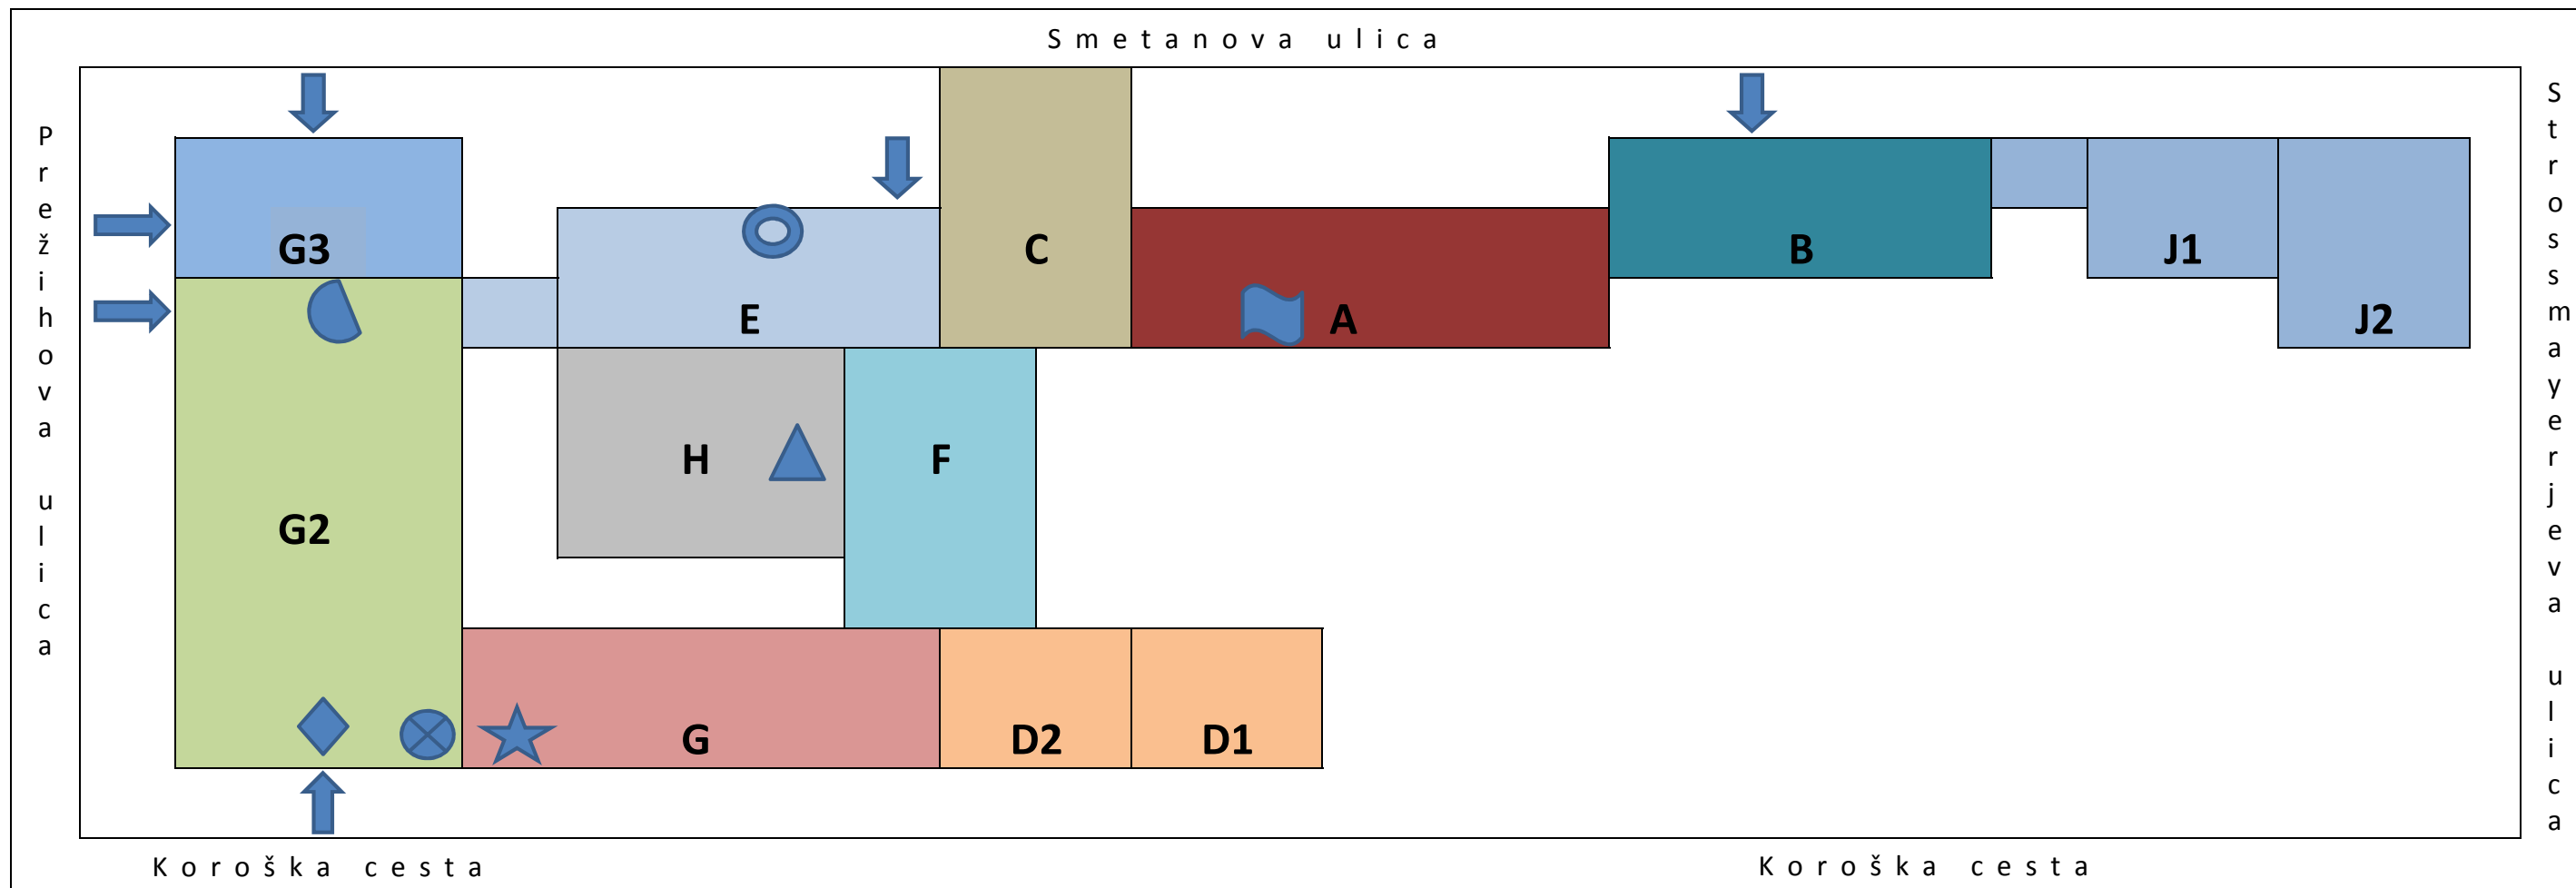 Smetanova ulica
Prežihova ulica
Strossmayerjeva ulica
G3
C
B
J1
E
A
J2
H
F
G2
G
D2
D1
Koroška cesta
Koroška cesta